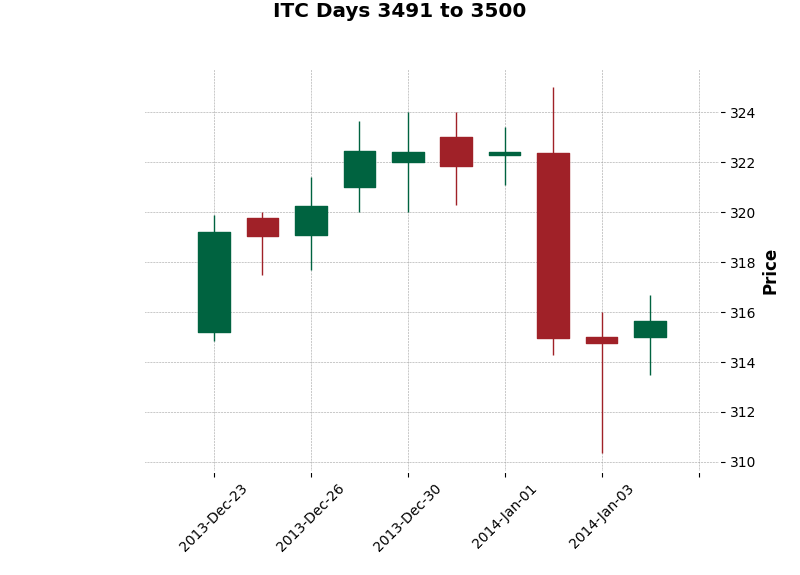 ITC Days 3491 to 3500
324
322
320
318
316
314
312
310
Price
2013-Dec-23
2013-Dec-26
2013-Dec-30
2014-Jan-01
2014-Jan-03